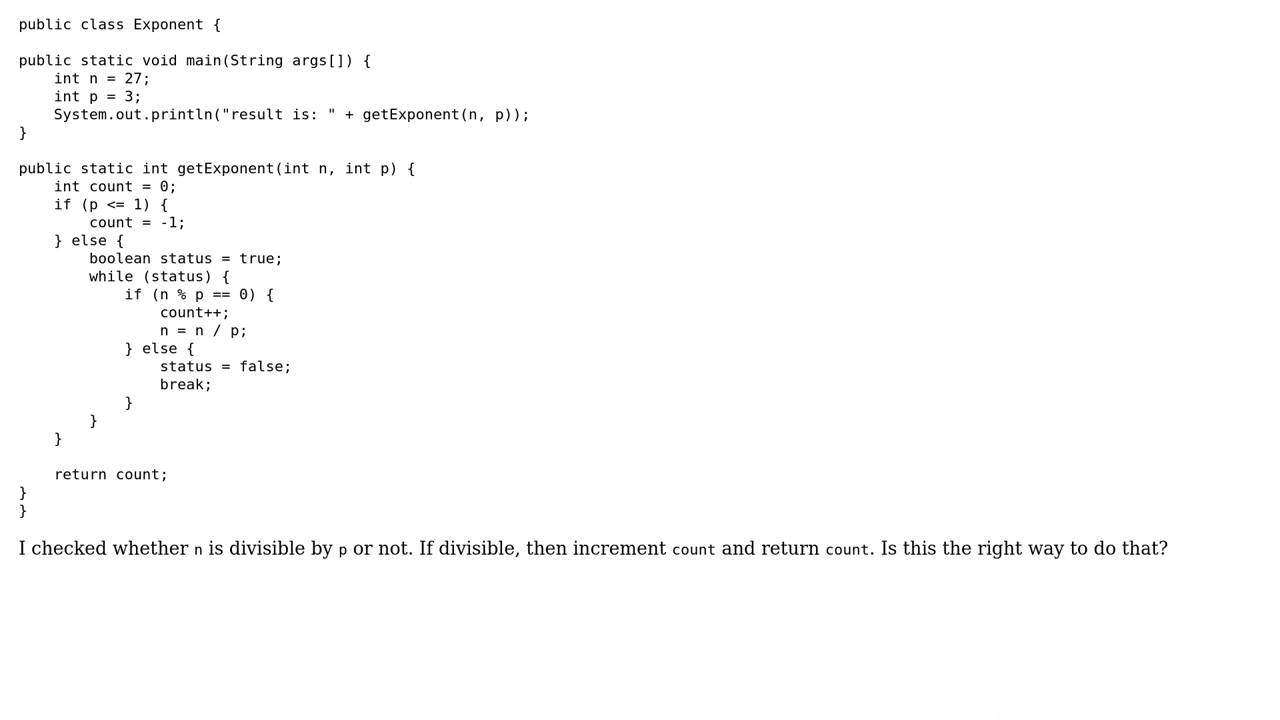 public class Exponent {

public static void main(String args[]) {
    int n = 27;
    int p = 3;
    System.out.println("result is: " + getExponent(n, p));
}

public static int getExponent(int n, int p) {
    int count = 0;
    if (p <= 1) {
        count = -1;
    } else {
        boolean status = true;
        while (status) {
            if (n % p == 0) {
                count++;
                n = n / p;
            } else {
                status = false;
                break;
            }
        }
    }

    return count;
}
}
I checked whether n is divisible by p or not. If divisible, then increment count and return count. Is this the right way to do that?